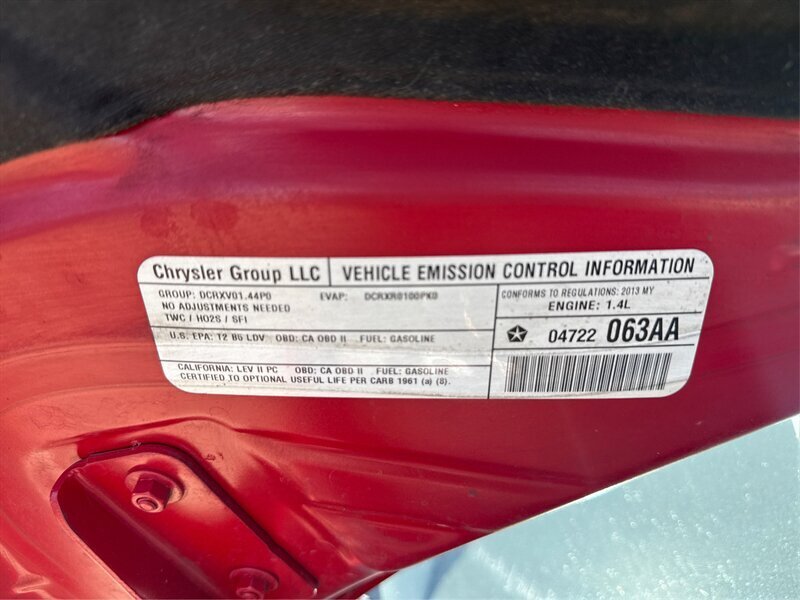 Chrysler Group LLC
VEHICLE EMISSION CONTROL INFORMATION
GROUP: DCRXV01.44P0 EVAP: DCRXR0100PK0
NO ADJUSTMENTS NEEDED
TWC / HO2S / SFI
U.S. EPA: T2 B5 LDV OBD: CA OBD II FUEL: GASOLINE
CALIFORNIA: LEV II PC OBD: CA OBD II FUEL: GASOLINE
CERTIFIED TO OPTIONAL USEFUL LIFE PER CARB 1961 (a) (8).
CONFORMS TO REGULATIONS: 2013 MY
ENGINE: 1.4L
04722 063AA